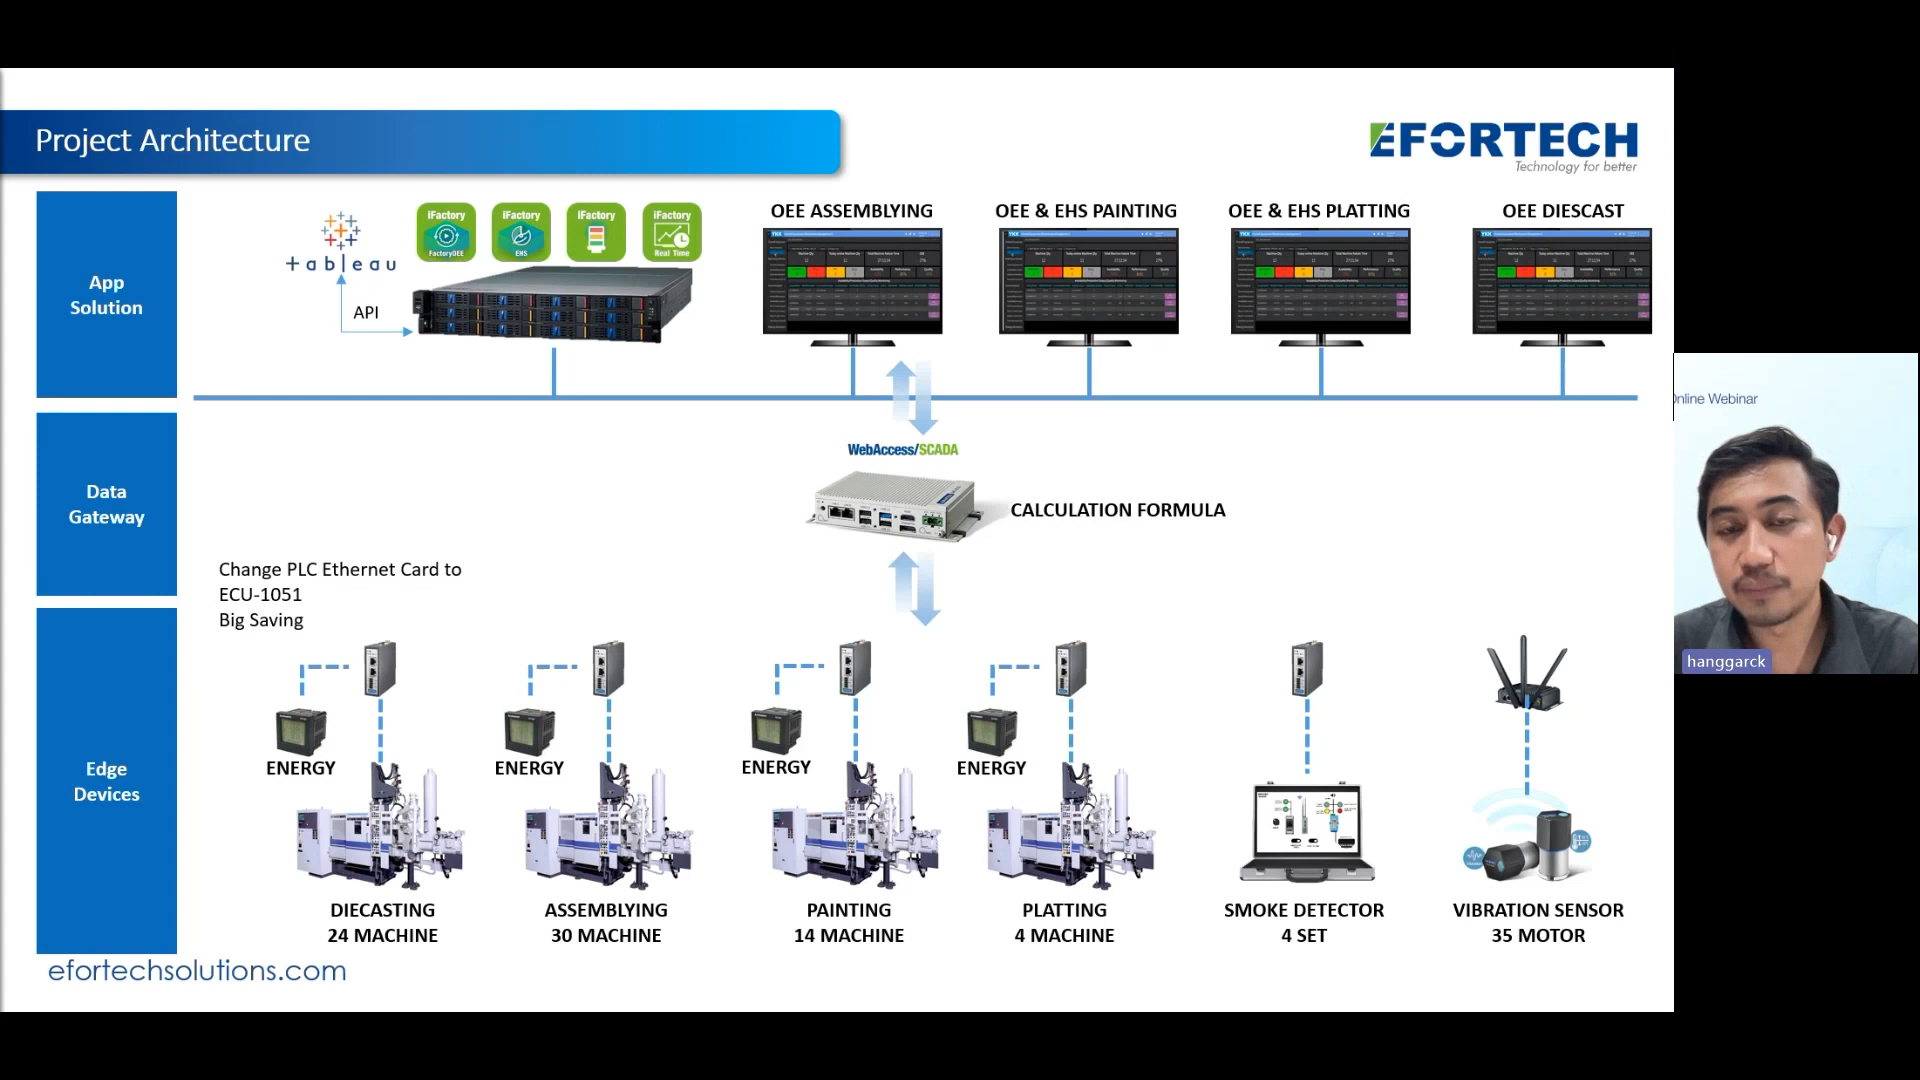 Project Architecture
EFORTECH
Technology for better
App
Solution
+ a b | e a u
API
iFactory
FactoryOEE
iFactory
EHS
iFactory
iFactory
Real Time
OEE ASSEMBLYING
OEE & EHS PAINTING
OEE & EHS PLATTING
OEE DIESCAST
Data
Gateway
WebAccess/SCADA
CALCULATION FORMULA
Change PLC Ethernet Card to
ECU-1051
Big Saving
Edge
Devices
ENERGY
ENERGY
ENERGY
ENERGY
DIECASTING
24 MACHINE
ASSEMBLYING
30 MACHINE
PAINTING
14 MACHINE
PLATTING
4 MACHINE
SMOKE DETECTOR
4 SET
VIBRATION SENSOR
35 MOTOR
efortechsolutions.com
Online Webinar
hanggarck